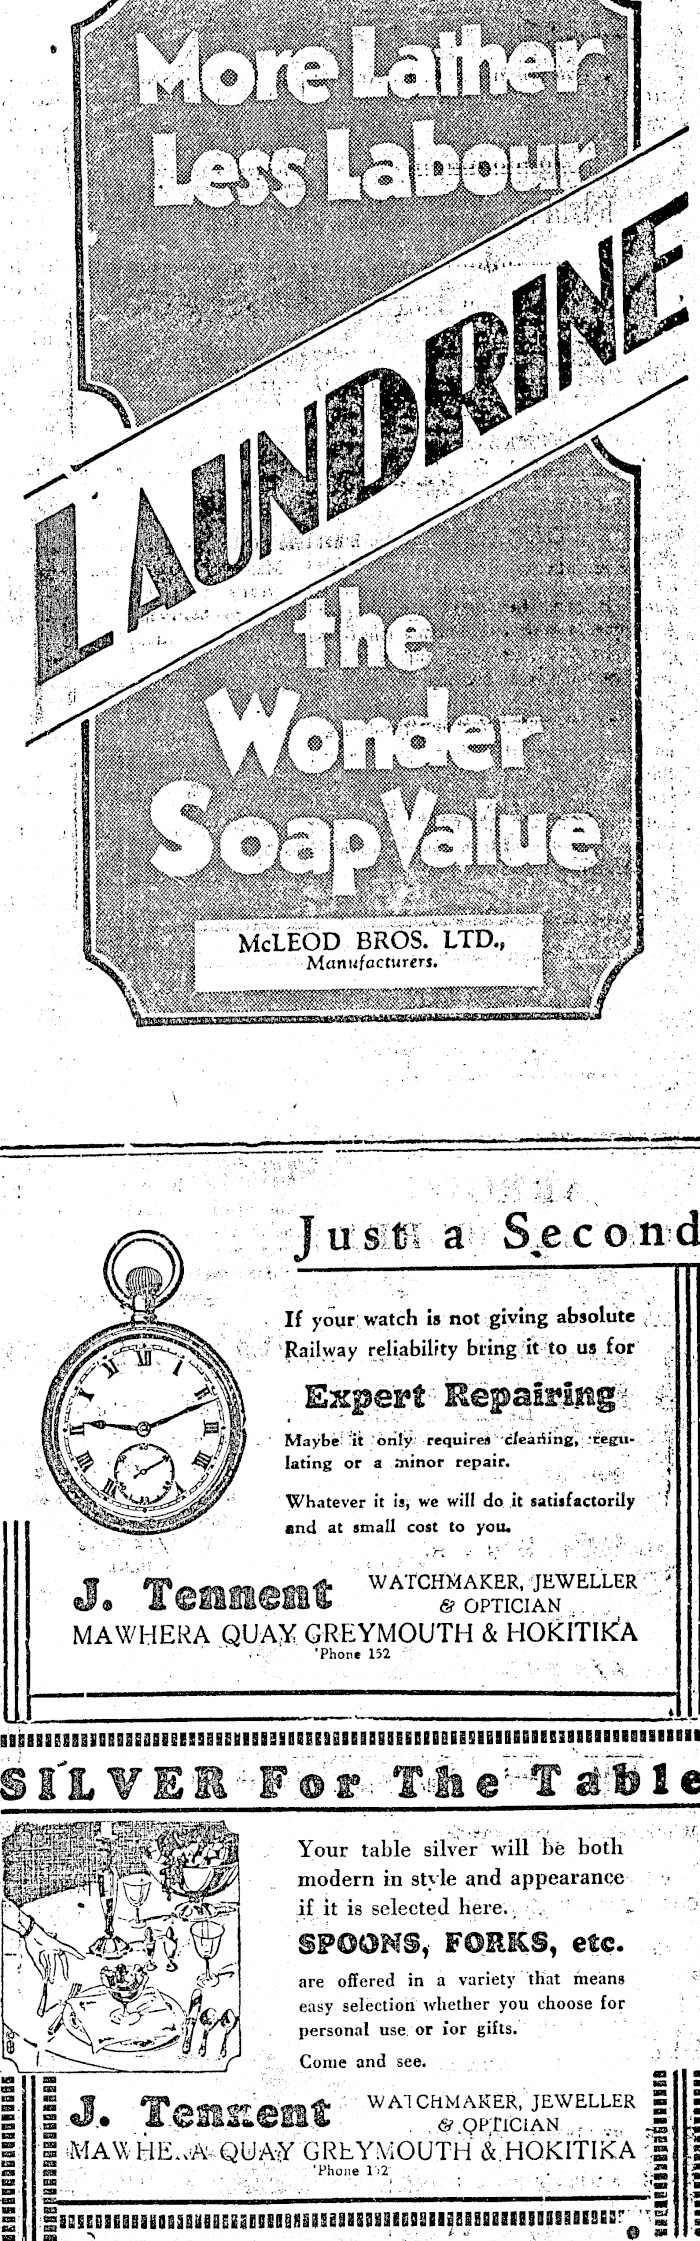 More Lather
Less Labour
LAUNDRINE
the
Wonder
Soap Value
McLEOD BROS. LTD.,
Manufacturers.
Just a Second
If your watch is not giving absolute
Railway reliability bring it to us for
Expert Repairing
Maybe it only requires cleaning, regu-
lating or a minor repair.
Whatever it is, we will do it satisfactorily
and at small cost to you.
J. Tennent
WATCHMAKER, JEWELLER
& OPTICIAN
MAWHERA QUAY GREYMOUTH & HOKITIKA
'Phone 152
SILVER For The Table
Your table silver will be both
modern in style and appearance
if it is selected here.
SPOONS, FORKS, etc.
are offered in a variety that means
easy selection whether you choose for
personal use or for gifts.
Come and see.
J. Tennent
WATCHMAKER, JEWELLER
& OPTICIAN
MAWHERA QUAY GREYMOUTH & HOKITIKA
'Phone 152